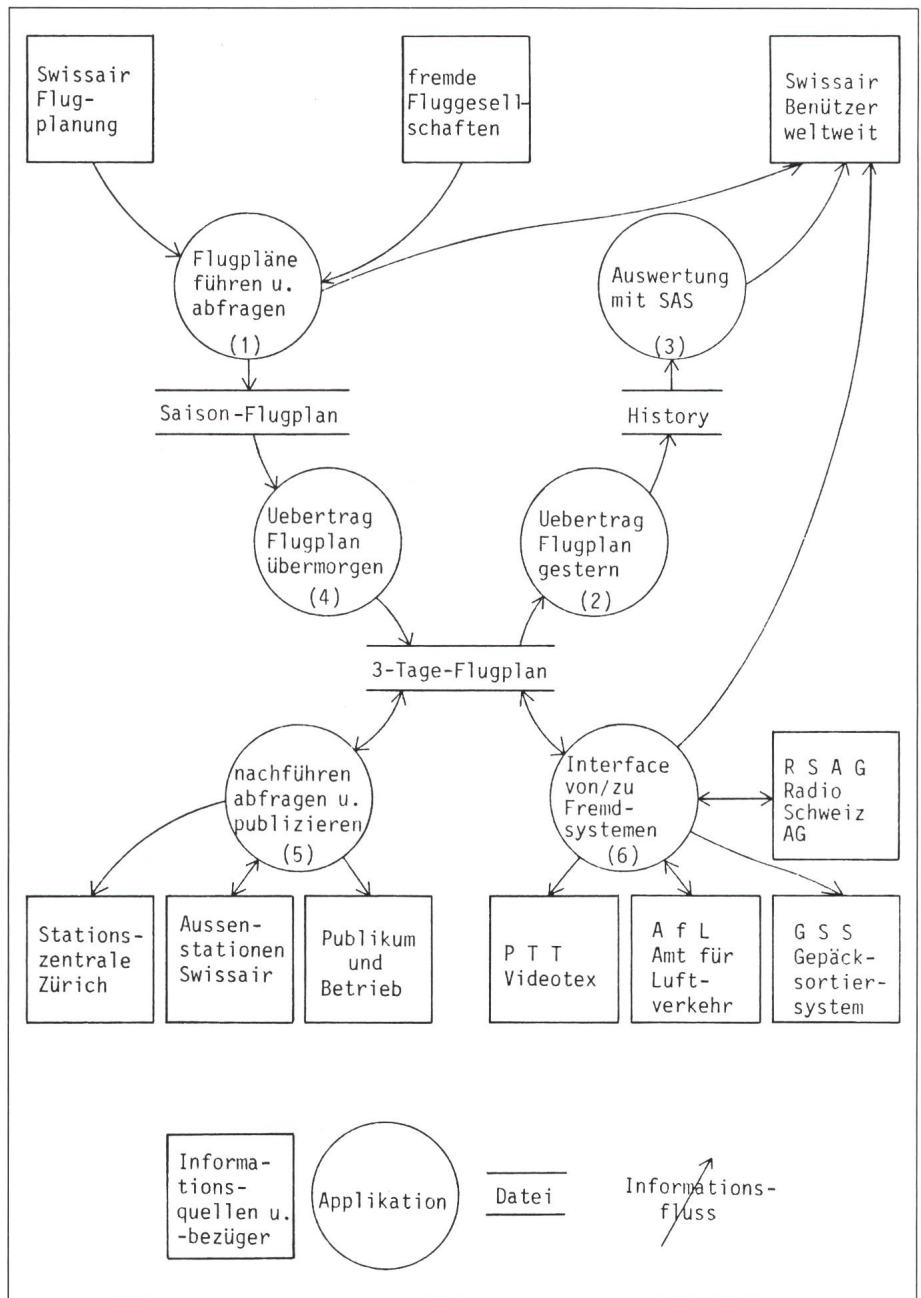 Swissair
Flug-
planung
fremde
Fluggesell-
schaften
Swissair
Benützer
weltweit
Flugpläne
führen u.
abfragen
(1)
Auswertung
mit SAS
(3)
Saison-Flugplan
History
Uebertrag
Flugplan
übermorgen
(4)
Uebertrag
Flugplan
gestern
(2)
3-Tage-Flugplan
nachführen
abfragen u.
publizieren
(5)
Interface
von/zu
Fremd-
systemen
(6)
R S A G
Radio
Schweiz
AG
Stations-
zentrale
Zürich
Aussen-
stationen
Swissair
Publikum
und
Betrieb
P T T
Videotex
A f L
Amt für
Luft-
verkehr
G S S
Gepäck-
sortier-
system
Informa-
tions-
quellen u.
-bezüger
Applikation
Datei
Informations-
fluss